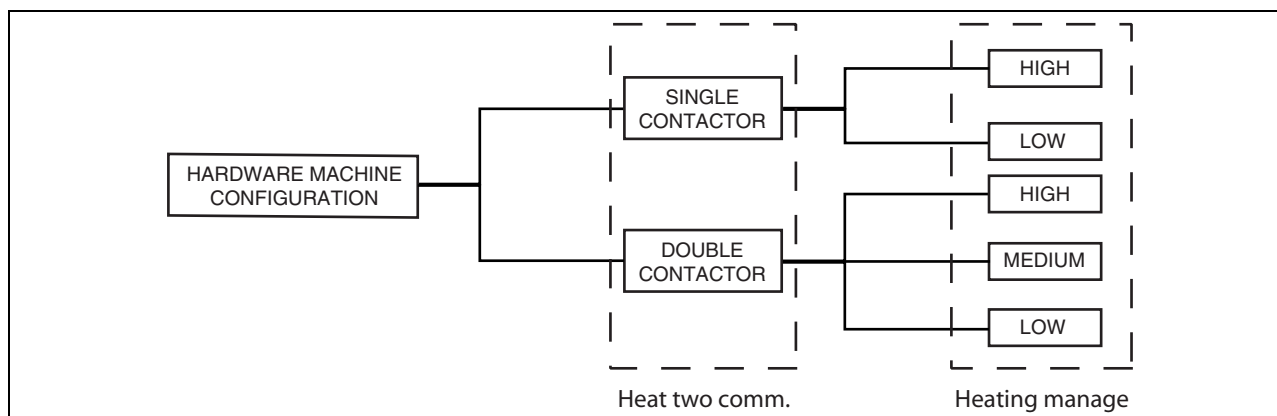 HARDWARE MACHINE
CONFIGURATION
SINGLE
CONTACTOR
DOUBLE
CONTACTOR
HIGH
LOW
HIGH
MEDIUM
LOW
Heat two comm.
Heating manage